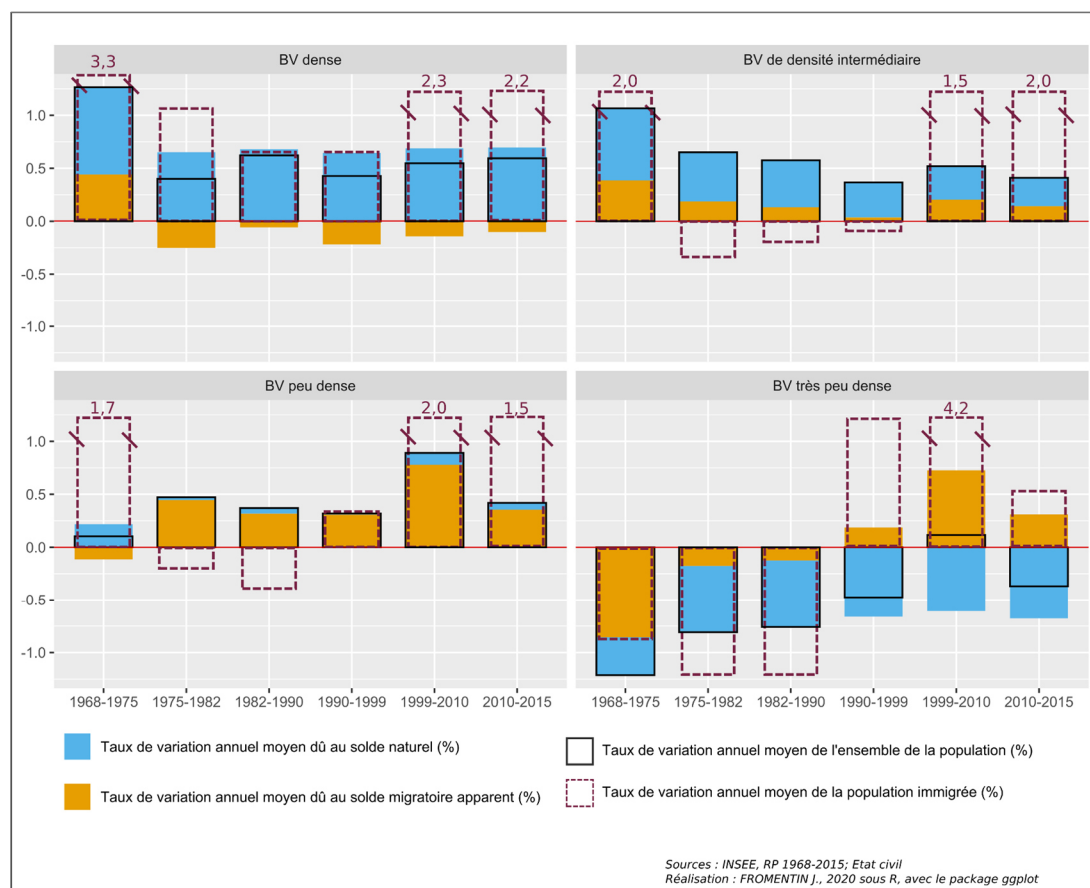 BV dense
BV de densité intermédiaire
3,3
2,3
2,2
2,0
1,5
2,0
1.0
0.5
0.0
-0.5
-1.0
BV peu dense
BV très peu dense
1,7
2,0
1,5
4,2
1.0
0.5
0.0
-0.5
-1.0
1968-1975 1975-1982 1982-1990 1990-1999 1999-2010 2010-2015
1968-1975 1975-1982 1982-1990 1990-1999 1999-2010 2010-2015
Taux de variation annuel moyen dû au solde naturel (%)
Taux de variation annuel moyen de l'ensemble de la population (%)
Taux de variation annuel moyen dû au solde migratoire apparent (%)
Taux de variation annuel moyen de la population immigrée (%)
Sources : INSEE, RP 1968-2015; Etat civil
Réalisation : FROMENTIN J., 2020 sous R, avec le package ggplot